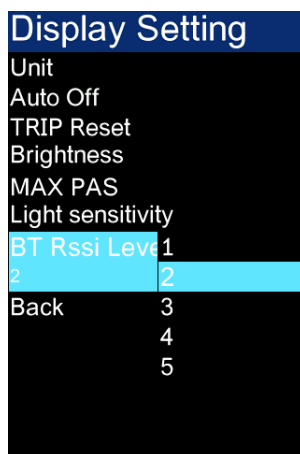 Display Setting
Unit
Auto Off
TRIP Reset
Brightness
MAX PAS
Light sensitivity
BT Rssi Leve
2
Back
1
2
3
4
5